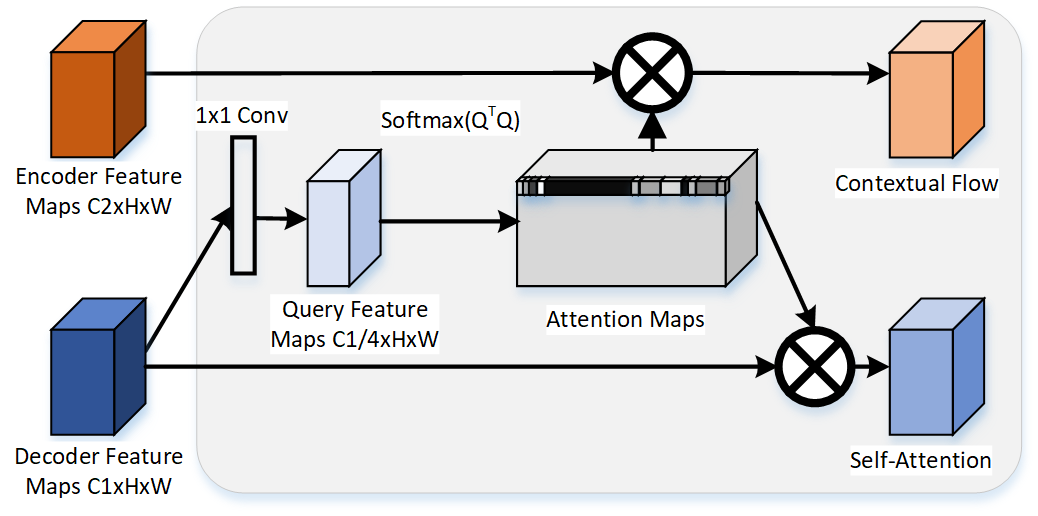 1x1 Conv
Softmax(QᵀQ)
Encoder Feature
Maps C2xHxW
Contextual Flow
Query Feature
Maps C1/4xHxW
Attention Maps
Decoder Feature
Maps C1xHxW
Self-Attention